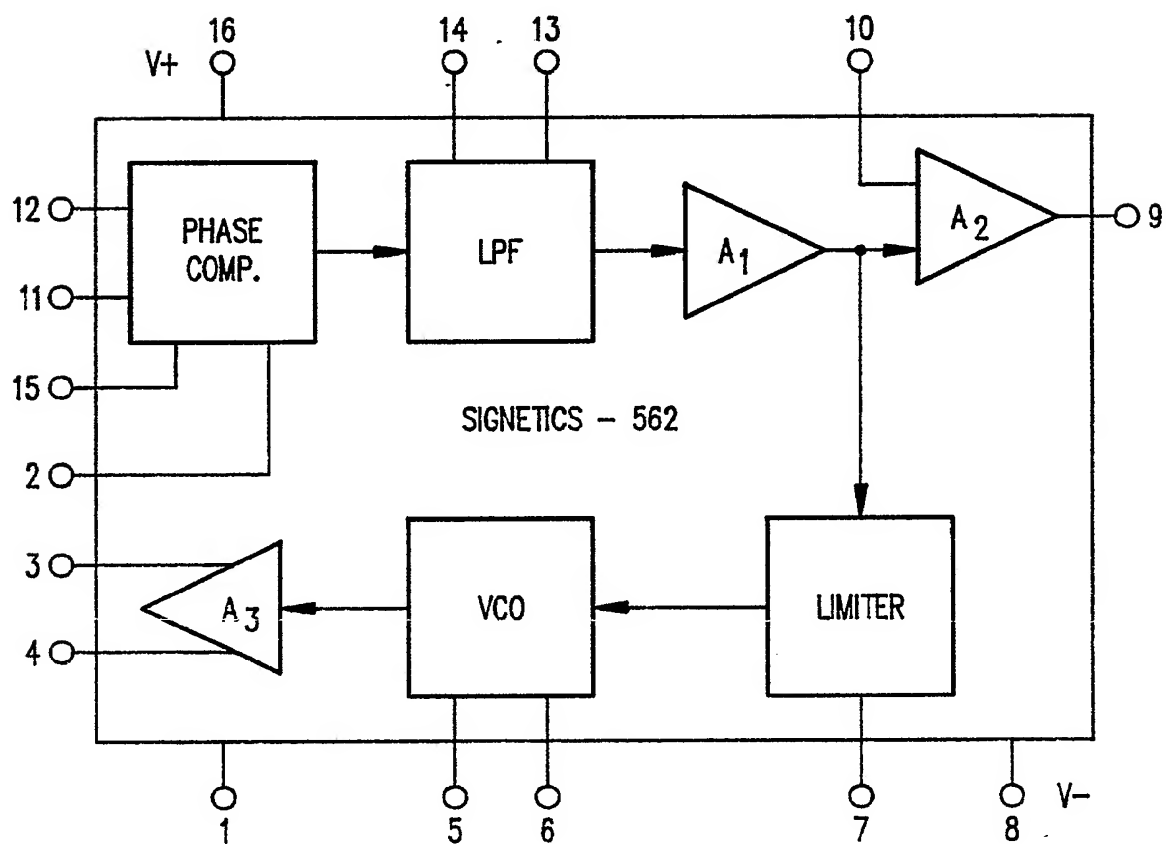 16
14
13
10
V+
12
PHASE
COMP.
LPF
A1
A2
9
11
15
SIGNETICS - 562
2
3
A3
VCO
LIMITER
4
1
5
6
7
8
V-